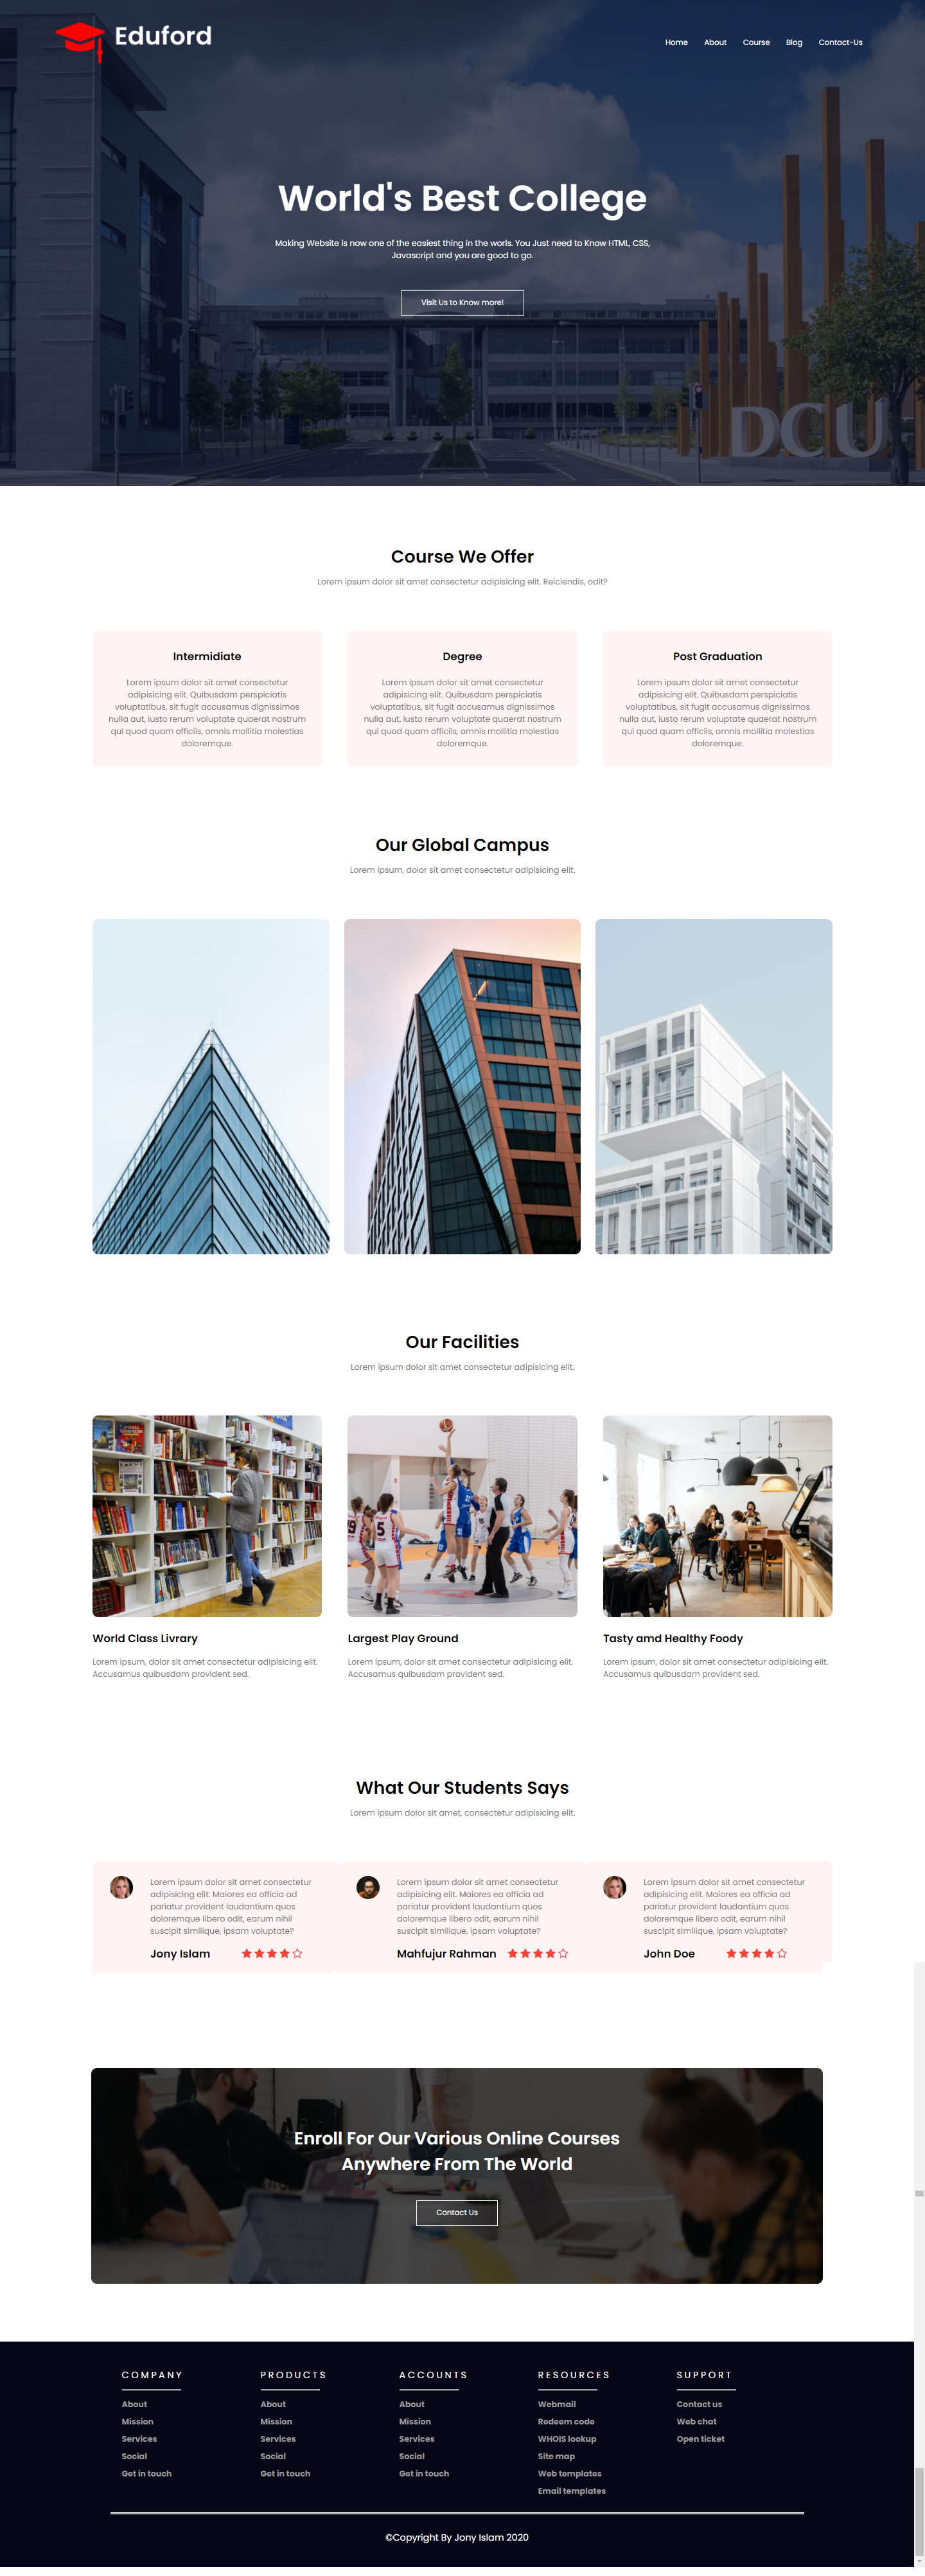 Eduford
Home About Course Blog Contact-Us
World's Best College
Making Website is now one of the easiest thing in the worls. You Just need to Know HTML, CSS,
Javascript and you are good to go.
Visit Us to Know more!
DCU
Course We Offer
Lorem ipsum dolor sit amet consectetur adipisicing elit. Reiciendis, odit?
Intermidiate
Lorem ipsum dolor sit amet consectetur
adipisicing elit. Quibusdam perspiciatis
voluptatibus, sit fugit accusamus dignissimos
nulla aut, iusto rerum voluptate quaerat nostrum
qui quod quam officiis, omnis mollitia molestias
doloremque.
Degree
Lorem ipsum dolor sit amet consectetur
adipisicing elit. Quibusdam perspiciatis
voluptatibus, sit fugit accusamus dignissimos
nulla aut, iusto rerum voluptate quaerat nostrum
qui quod quam officiis, omnis mollitia molestias
doloremque.
Post Graduation
Lorem ipsum dolor sit amet consectetur
adipisicing elit. Quibusdam perspiciatis
voluptatibus, sit fugit accusamus dignissimos
nulla aut, iusto rerum voluptate quaerat nostrum
qui quod quam officiis, omnis mollitia molestias
doloremque.
Our Global Campus
Lorem ipsum, dolor sit amet consectetur adipisicing elit.
Our Facilities
Lorem ipsum dolor sit amet consectetur adipisicing elit.
World Class Livrary
Lorem ipsum, dolor sit amet consectetur adipisicing elit.
Accusamus quibusdam provident sed.
Largest Play Ground
Lorem ipsum, dolor sit amet consectetur adipisicing elit.
Accusamus quibusdam provident sed.
Tasty amd Healthy Foody
Lorem ipsum, dolor sit amet consectetur adipisicing elit.
Accusamus quibusdam provident sed.
What Our Students Says
Lorem ipsum dolor sit amet, consectetur adipisicing elit.
Lorem ipsum dolor sit amet consectetur
adipisicing elit. Maiores ea officia ad
pariatur provident laudantium quos
doloremque libero odit, earum nihil
suscipit similique, ipsam voluptate?
Jony Islam
Lorem ipsum dolor sit amet consectetur
adipisicing elit. Maiores ea officia ad
pariatur provident laudantium quos
doloremque libero odit, earum nihil
suscipit similique, ipsam voluptate?
Mahfujur Rahman
Lorem ipsum dolor sit amet consectetur
adipisicing elit. Maiores ea officia ad
pariatur provident laudantium quos
doloremque libero odit, earum nihil
suscipit similique, ipsam voluptate?
John Doe
Enroll For Our Various Online Courses
Anywhere From The World
Contact Us
COMPANY
About
Mission
Services
Social
Get in touch
PRODUCTS
About
Mission
Services
Social
Get in touch
ACCOUNTS
About
Mission
Services
Social
Get in touch
RESOURCES
Webmail
Redeem code
WHOIS lookup
Site map
Web templates
Email templates
SUPPORT
Contact us
Web chat
Open ticket
©Copyright By Jony Islam 2020